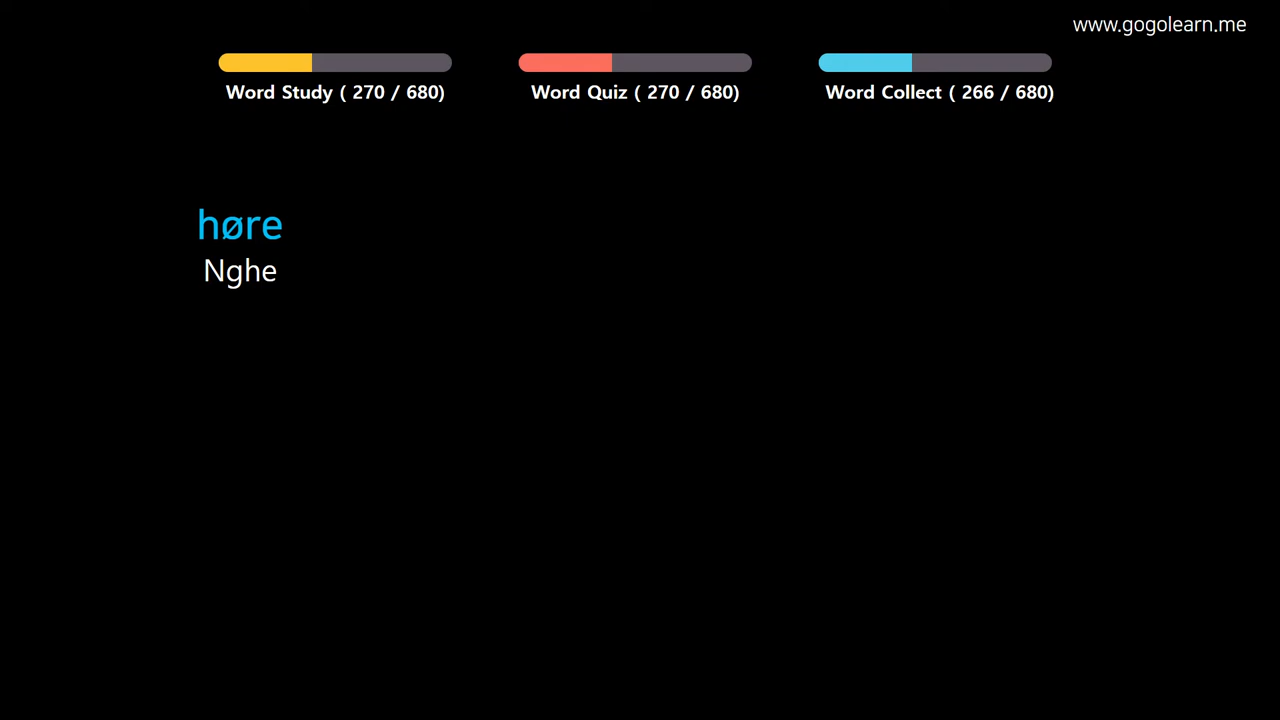 www.gogolearn.me
Word Study ( 270 / 680)
Word Quiz ( 270 / 680)
Word Collect ( 266 / 680)
høre
Nghe